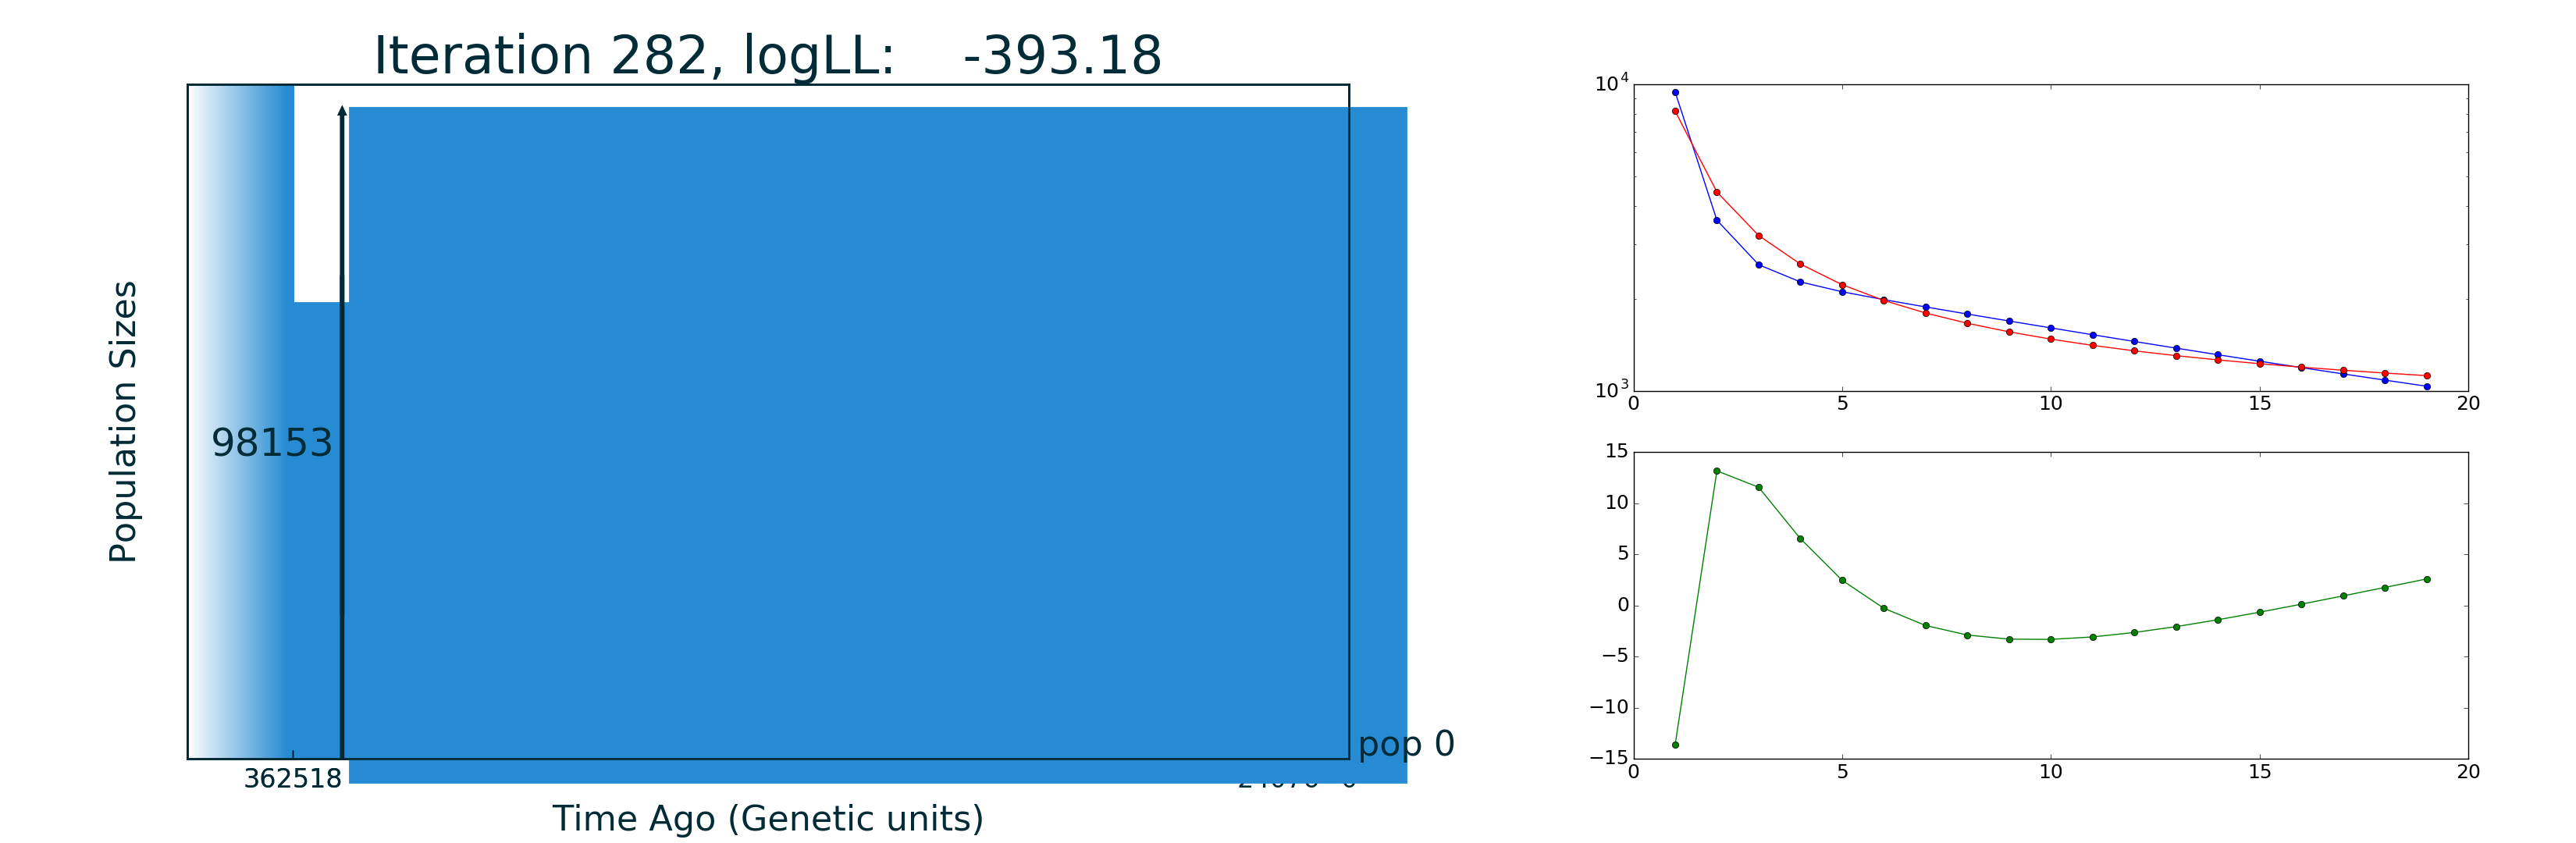 Iteration 282, logLL: -393.18
Population Sizes
98153
pop 0
362518
Time Ago (Genetic units)
10^4
10^3
0 5 10 15 20
15
10
5
0
−5
−10
−15
0 5 10 15 20